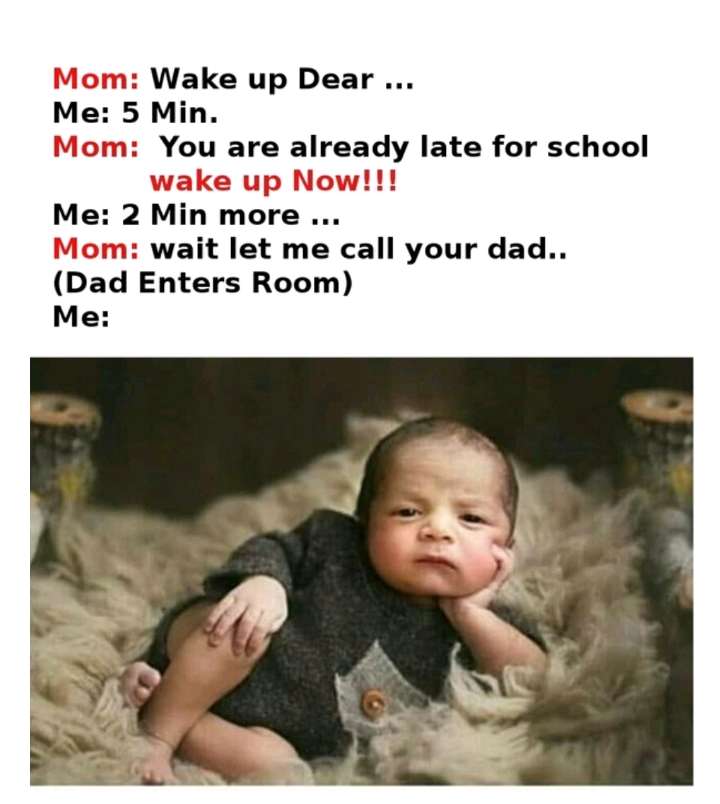 Mom: Wake up Dear ...
Me: 5 Min.
Mom: You are already late for school
wake up Now!!!
Me: 2 Min more ...
Mom: wait let me call your dad..
(Dad Enters Room)
Me: